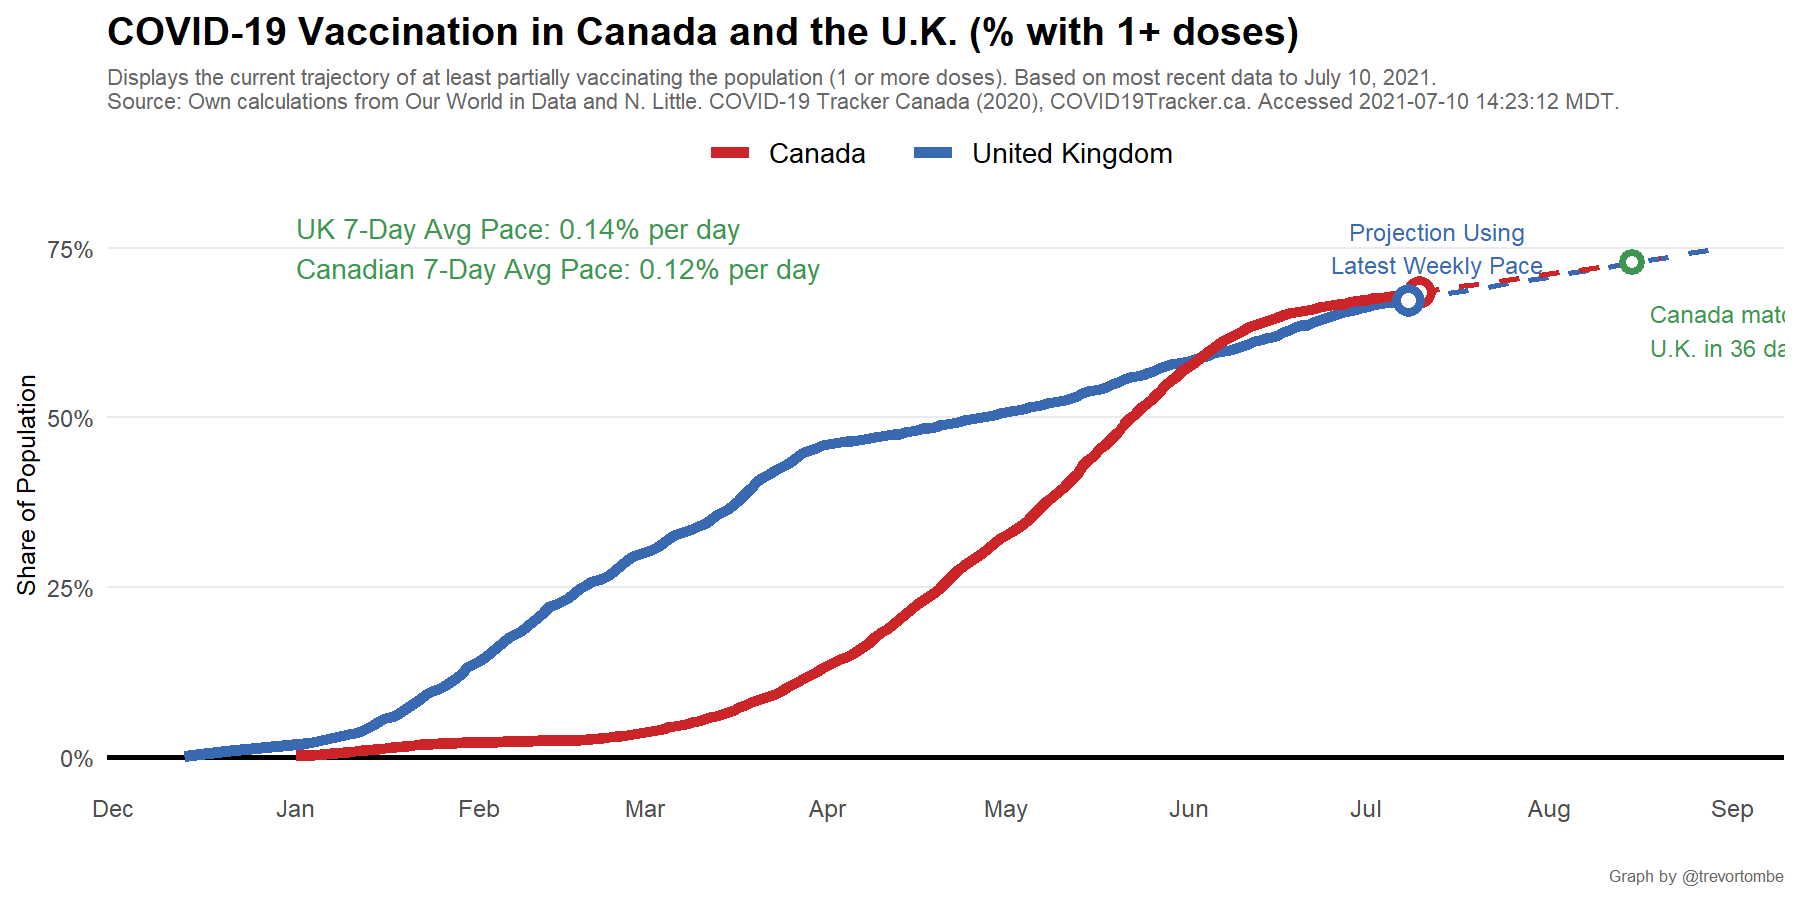 COVID-19 Vaccination in Canada and the U.K. (% with 1+ doses)
Displays the current trajectory of at least partially vaccinating the population (1 or more doses). Based on most recent data to July 10, 2021.
Source: Own calculations from Our World in Data and N. Little. COVID-19 Tracker Canada (2020), COVID19Tracker.ca. Accessed 2021-07-10 14:23:12 MDT.
Canada
United Kingdom
UK 7-Day Avg Pace: 0.14% per day
Canadian 7-Day Avg Pace: 0.12% per day
Projection Using
Latest Weekly Pace
Canada
U.K. in 36
Share of Population
75%
50%
25%
0%
Dec
Jan
Feb
Mar
Apr
May
Jun
Jul
Aug
Sep
Graph by @trevortombe